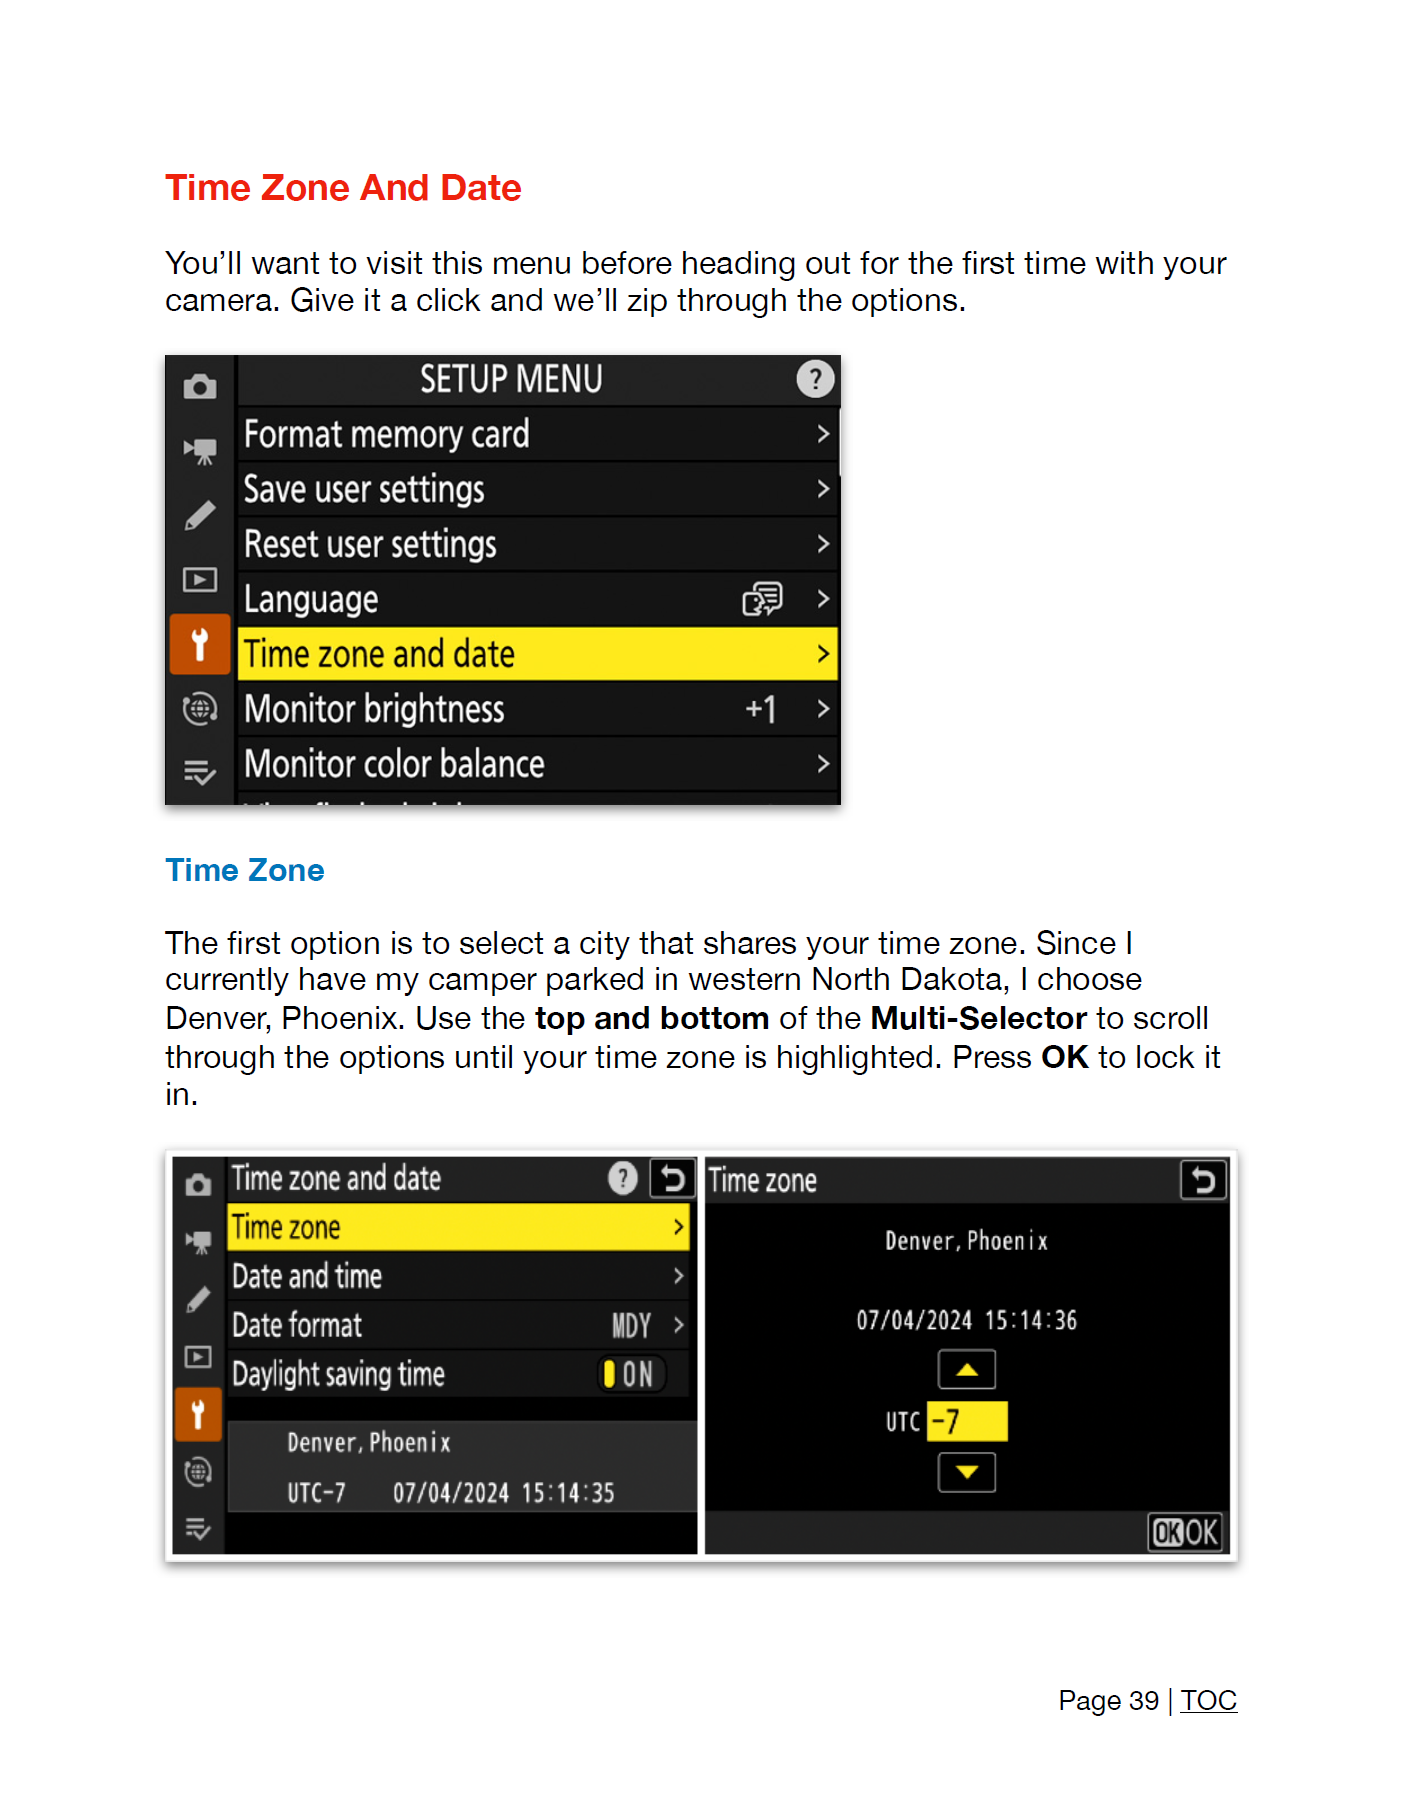 Time Zone And Date
You’ll want to visit this menu before heading out for the first time with your
camera. Give it a click and we’ll zip through the options.
SETUP MENU ?
Format memory card >
Save user settings >
Reset user settings >
Language >
Time zone and date >
Monitor brightness +1 >
Monitor color balance >
Time Zone
The first option is to select a city that shares your time zone. Since I
currently have my camper parked in western North Dakota, I choose
Denver, Phoenix. Use the top and bottom of the Multi-Selector to scroll
through the options until your time zone is highlighted. Press OK to lock it
in.
Time zone and date ?
Time zone >
Date and time >
Date format MDY >
Daylight saving time ON
Denver, Phoenix
UTC-7 07/04/2024 15:14:35
Time zone
Denver, Phoenix
07/04/2024 15:14:36
UTC -7
OK OK
Page 39 | TOC